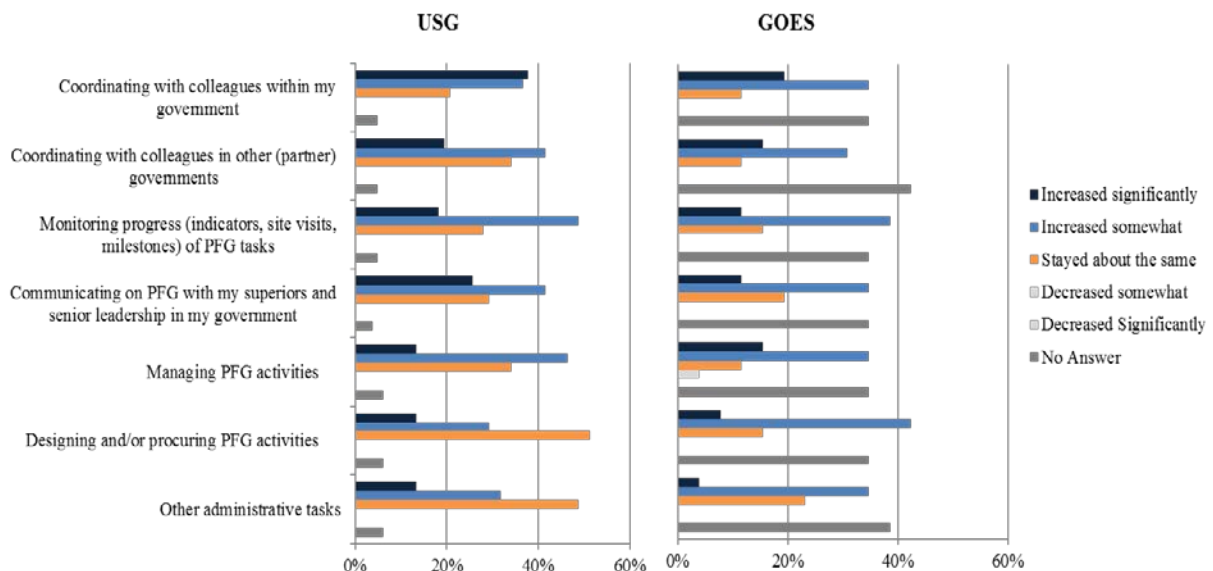 USG
GOES
Coordinating with colleagues within my
government
Coordinating with colleagues in other (partner)
governments
Monitoring progress (indicators, site visits,
milestones) of PFG tasks
Communicating on PFG with my superiors and
senior leadership in my government
Managing PFG activities
Designing and/or procuring PFG activities
Other administrative tasks
0%
20%
40%
60%
0%
20%
40%
60%
Increased significantly
Increased somewhat
Stayed about the same
Decreased somewhat
Decreased Significantly
No Answer